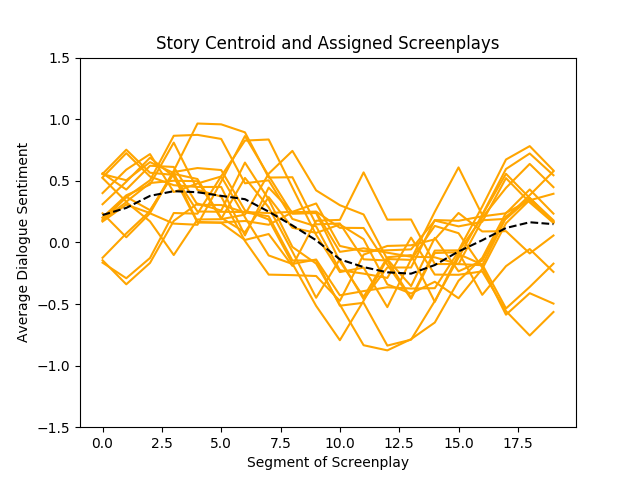 Story Centroid and Assigned Screenplays
1.5
1.0
0.5
0.0
−0.5
−1.0
−1.5
Average Dialogue Sentiment
0.0 2.5 5.0 7.5 10.0 12.5 15.0 17.5
Segment of Screenplay